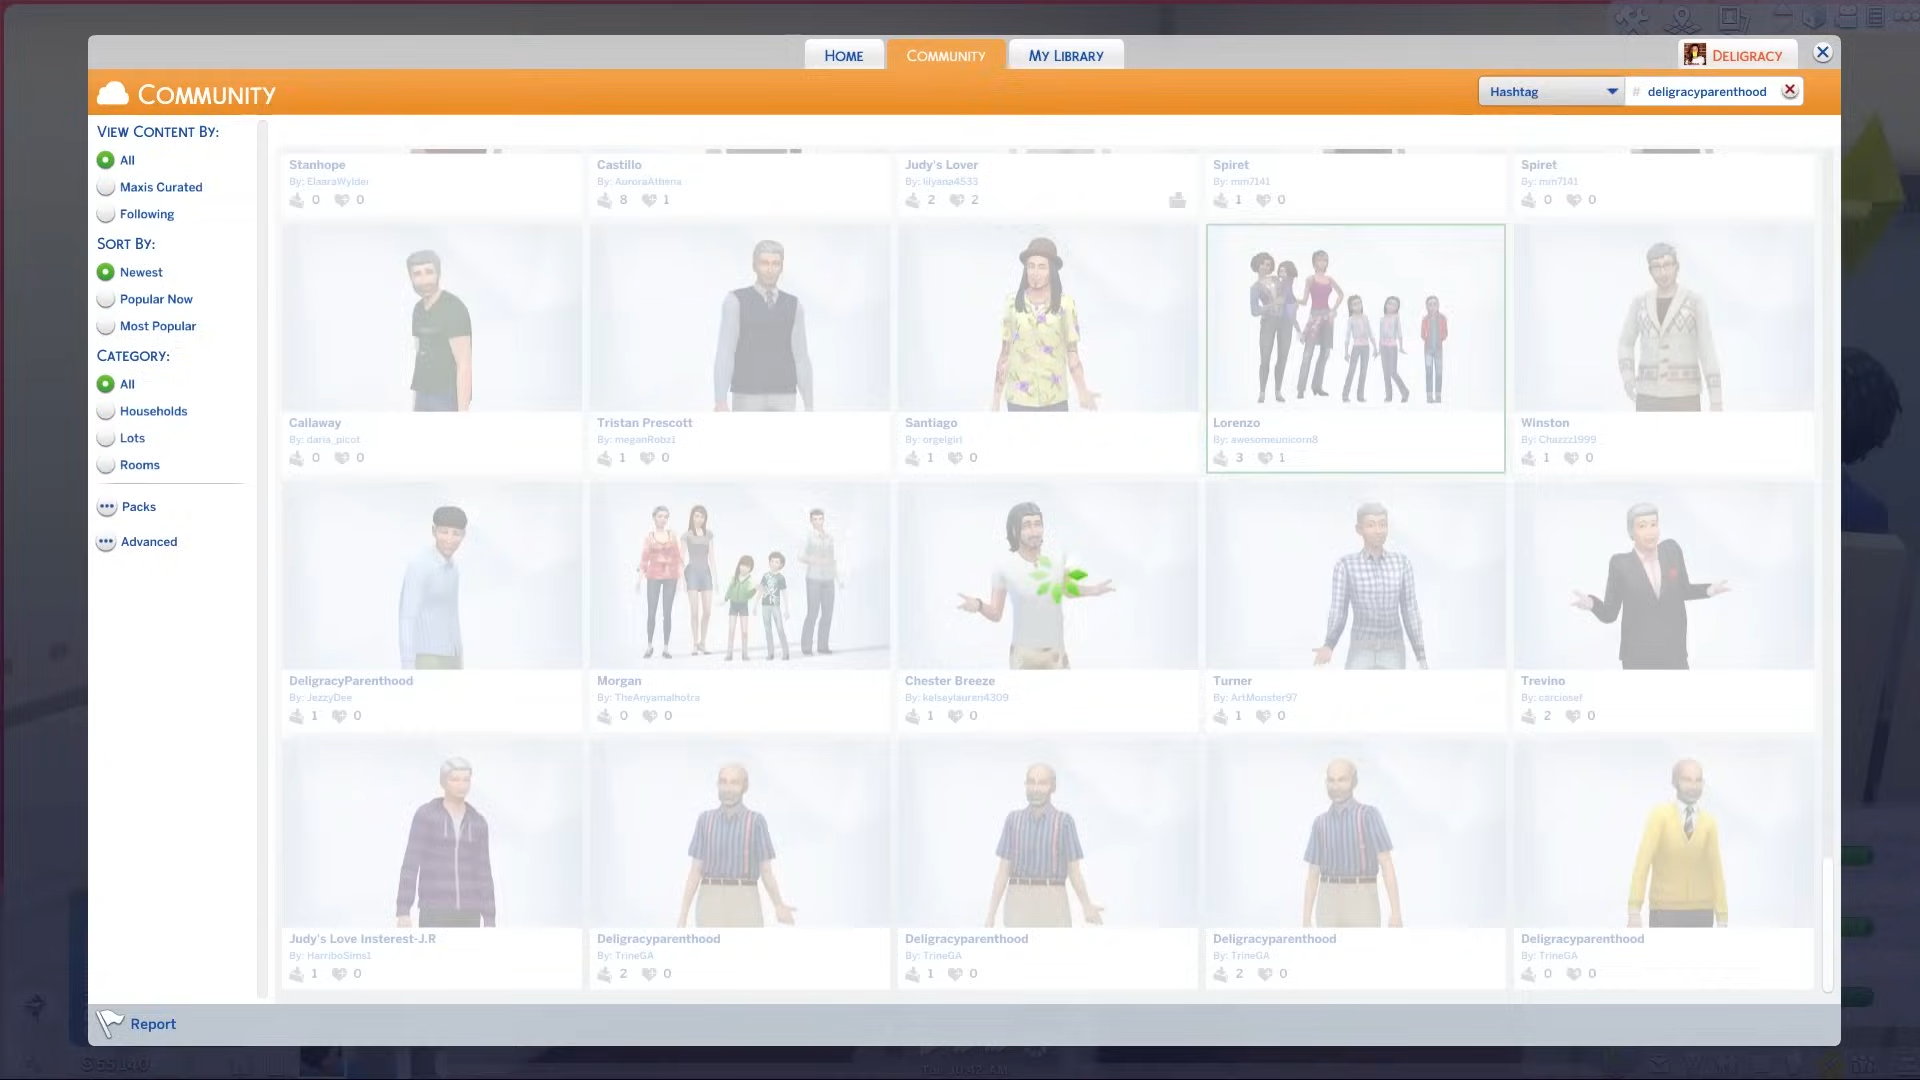 Home
Community
My Library
Deligracy
Community
Hashtag
# deligracyparenthood
View Content By:
All
Maxis Curated
Following
Sort By:
Newest
Popular Now
Most Popular
Category:
All
Households
Lots
Rooms
Packs
Advanced
Stanhope
By: ElaaraWylder
0 0
Castillo
By: AuroraAthena
8 1
Judy's Lover
By: lilyana4533
2 2
Spiret
By: mm7141
1 0
Spiret
By: mm7141
0 0
Callaway
By: daria_picot
0 0
Tristan Prescott
By: meganRobz1
1 0
Santiago
By: orgelgirl
1 0
Lorenzo
By: awesomeunicorn8
3 1
Winston
By: Chazzz1999
1 0
DeligracyParenthood
By: JezzyDee
1 0
Morgan
By: TheAnyamalhotra
0 0
Chester Breeze
By: kelseylauren4309
1 0
Turner
By: ArtMonster97
1 0
Trevino
By: carciosef
2 0
Judy's Love Insterest-J.R
By: HarriboSims1
1 0
Deligracyparenthood
By: TrineGA
2 0
Deligracyparenthood
By: TrineGA
1 0
Deligracyparenthood
By: TrineGA
2 0
Deligracyparenthood
By: TrineGA
0 0
Report